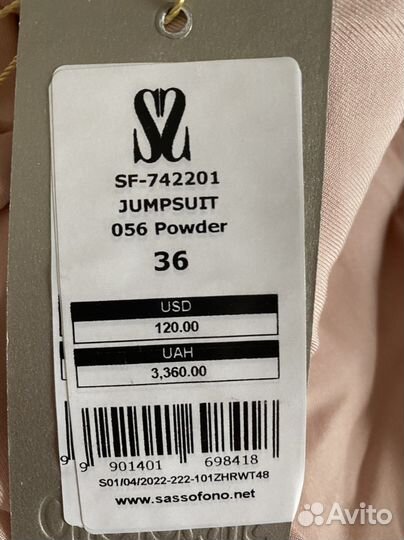 SF-742201
JUMPSUIT
056 Powder
36
USD
120.00
UAH
3,360.00
9 901401 698418
S01/04/2022-222-101ZHRWT48
www.sassofono.net
Avito